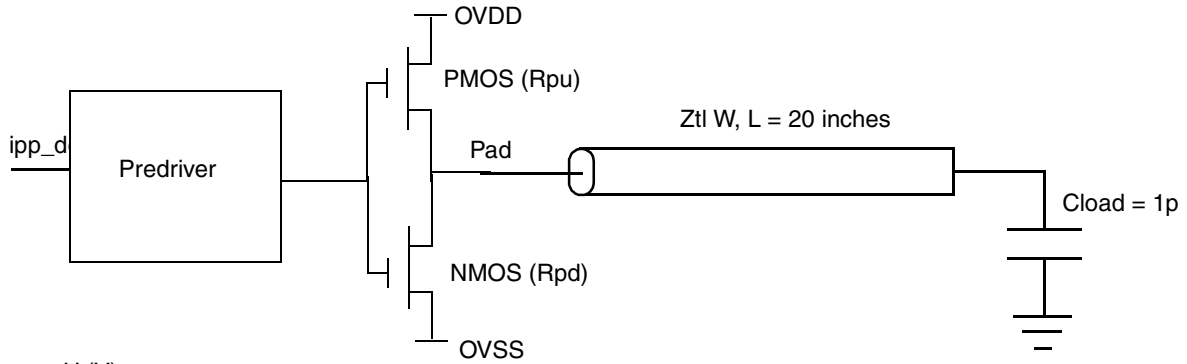 OVDD
PMOS (Rpu)
Ztl W, L = 20 inches
ipp_d
Predriver
Pad
Cload = 1p
NMOS (Rpd)
OVSS